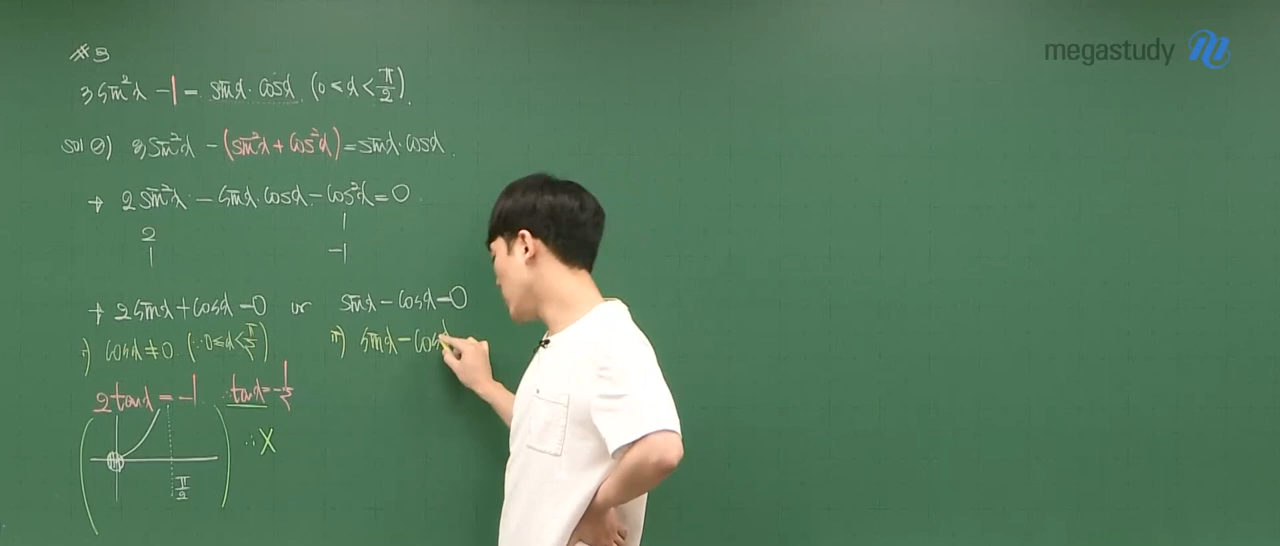 #3
3sin²α − 1 = sinα·cosα (0 < α < π/2).
sol ②) 3sin²α − (sin²α + cos²α) = sinα·cosα.
→ 2sin²α − sinα·cosα − cos²α = 0
2 1
1 −1
→ 2sinα + cosα = 0 or sinα − cosα = 0
i) cosα ≠ 0. (∵ 0 ≤ α < π/2) ii) sinα − cosα
2tanα = −1 ∴ tanα = −1/2
∴ X
π/2
megastudy